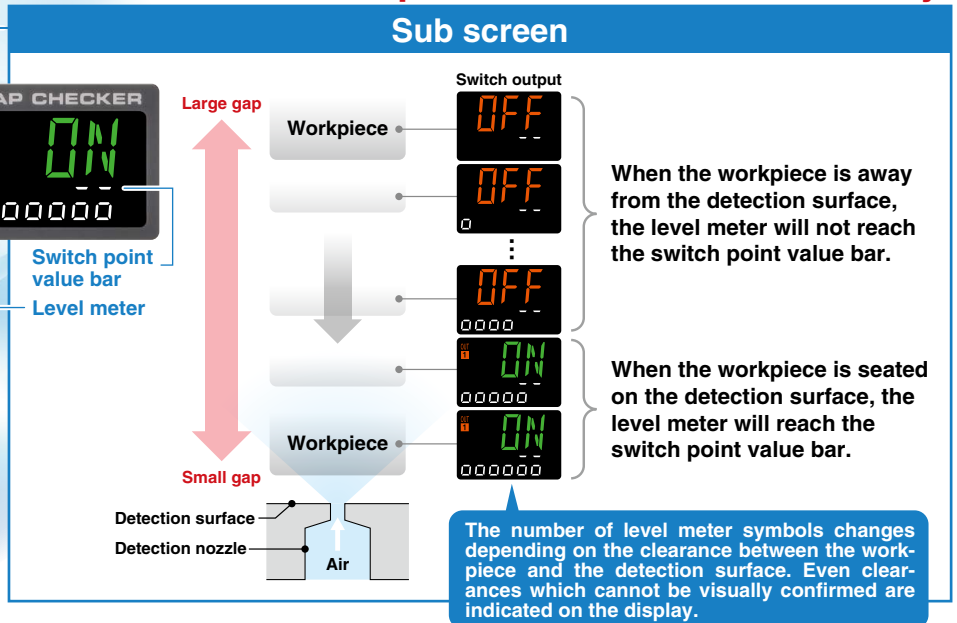 Sub screen
AP CHECKER
ON
Switch point
value bar
Level meter
Large gap
Small gap
Workpiece
Workpiece
Switch output
OFF
OFF
OFF
OUT
1
ON
OUT
1
ON
When the workpiece is away
from the detection surface,
the level meter will not reach
the switch point value bar.
When the workpiece is seated
on the detection surface, the
level meter will reach the
switch point value bar.
Detection surface
Detection nozzle
Air
The number of level meter symbols changes
depending on the clearance between the work-
piece and the detection surface. Even clear-
ances which cannot be visually confirmed are
indicated on the display.